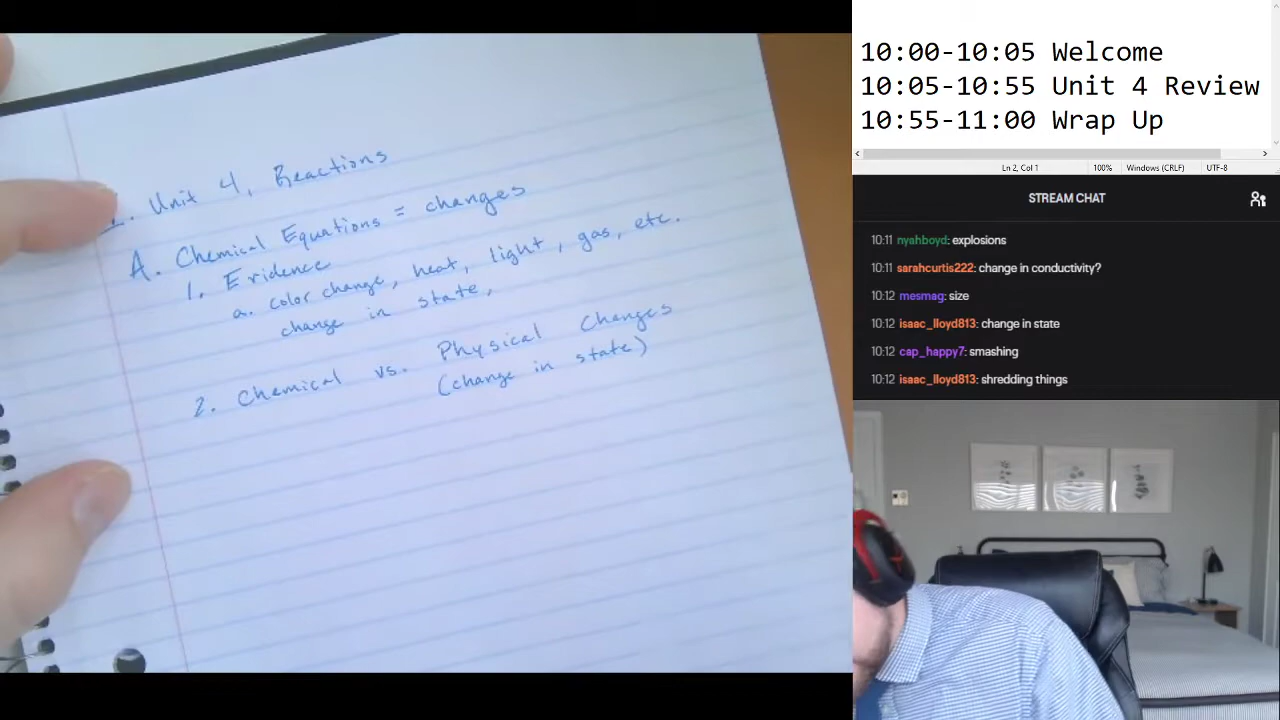 I. Unit 4, Reactions
A. Chemical Equations = changes
1. Evidence
a. color change, heat, light, gas, etc.
change in state,
2. Chemical vs. Physical Changes
(change in state)
10:00-10:05 Welcome
10:05-10:55 Unit 4 Review
10:55-11:00 Wrap Up
Ln 2, Col 1 100% Windows (CRLF) UTF-8
STREAM CHAT
10:11 nyahboyd: explosions
10:11 sarahcurtis222: change in conductivity?
10:12 mesmag: size
10:12 isaac_lloyd813: change in state
10:12 cap_happy7: smashing
10:12 isaac_lloyd813: shredding things